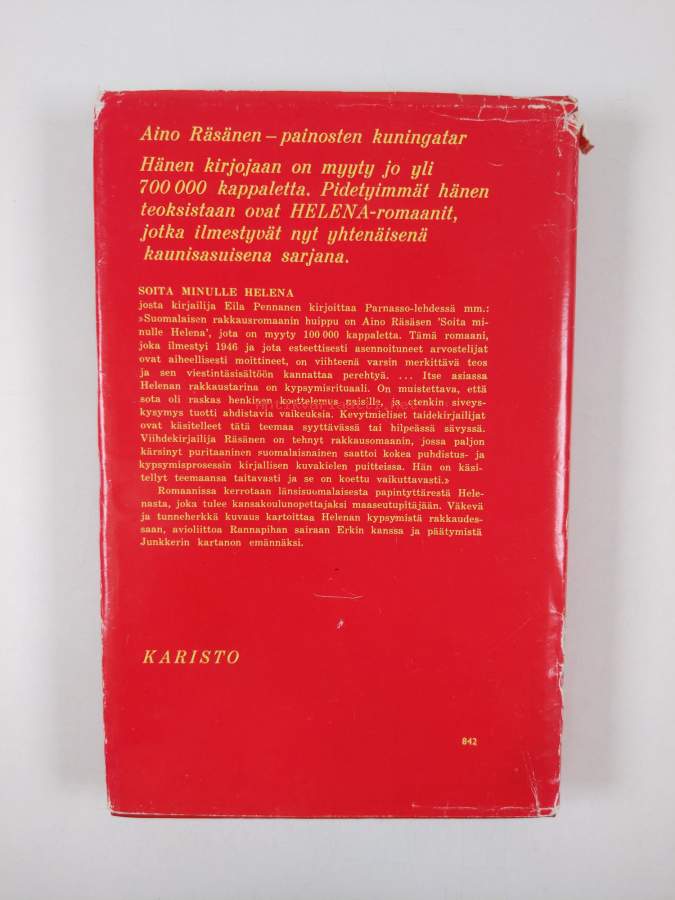 Aino Räsänen – painosten kuningatar
Hänen kirjojaan on myyty jo yli
700 000 kappaletta. Pidetyimmät hänen
teoksistaan ovat HELENA-romaanit,
jotka ilmestyvät nyt yhtenäisenä
kaunisasuisena sarjana.
SOITA MINULLE HELENA
josta kirjailija Eila Pennanen kirjoittaa Parnasso-lehdessä mm.:
»Suomalaisen rakkausromaanin huippu on Aino Räsäsen 'Soita mi-
nulle Helena', jota on myyty 100 000 kappaletta. Tämä romaani,
joka ilmestyi 1946 ja jota esteettisesti asennoituneet arvostelijat
ovat aiheellisesti moittineet, on viihteenä varsin merkittävä teos
ja sen viestintäsisältöön kannattaa perehtyä. ... Itse asiassa
Helenan rakkaustarina on kypsymisrituaali. On muistettava, että
sota oli raskas henkinen koettelemus naisille, ja etenkin siveys-
kysymys tuotti ahdistavia vaikeuksia. Kevytmieliset taidekirjailijat
ovat käsitelleet tätä teemaa syyttävässä tai hilpeässä sävyssä.
Viihdekirjailija Räsänen on tehnyt rakkausomaanin, jossa paljon
kärsinyt puritaaninen suomalaisnainen saattoi kokea puhdistus- ja
kypsymisprosessin kirjallisen kuvakielen puitteissa. Hän on käsi-
tellyt teemaansa taitavasti ja se on koettu vaikuttavasti.»
Romaanissa kerrotaan länsisuomalaisesta papintyttärestä Hele-
nasta, joka tulee kansakoulunopettajaksi maaseutupitäjään. Väkevä
ja tunneherkkä kuvaus kartoittaa Helenan kypsymistä rakkaudes-
saan, avioliittoa Rannapihan sairaan Erkin kanssa ja päätymistä
Junkkerin kartanon emännäksi.
KARISTO
842